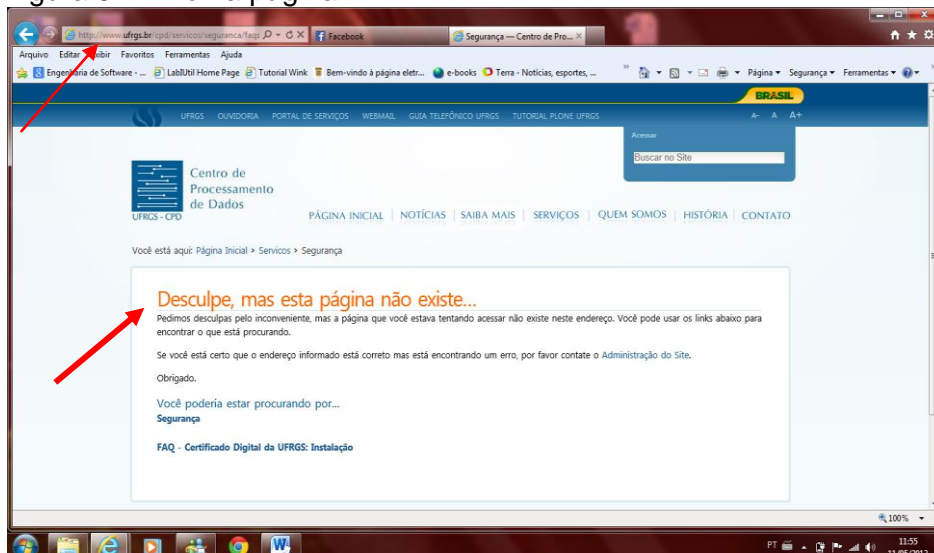 http://www.ufrgs.br/cpd/servicos/seguranca/faqs
Facebook
Segurança — Centro de Pro...
Arquivo Editar Exibir Favoritos Ferramentas Ajuda
Engenharia de Software - ... LabIUtil Home Page Tutorial Wink Bem-vindo à página eletr... e-books Terra - Notícias, esportes, ... Página Segurança Ferramentas
BRASIL
UFRGS OUVIDORIA PORTAL DE SERVIÇOS WEBMAIL GUIA TELEFÔNICO UFRGS TUTORIAL PLONE UFRGS A- A A+
Acessar
Buscar no Site
Centro de
Processamento
de Dados
UFRGS - CPD
PÁGINA INICIAL | NOTÍCIAS | SAIBA MAIS | SERVIÇOS | QUEM SOMOS | HISTÓRIA | CONTATO
Você está aqui: Página Inicial > Servicos > Segurança
Desculpe, mas esta página não existe...
Pedimos desculpas pelo inconveniente, mas a página que você estava tentando acessar não existe neste endereço. Você pode usar os links abaixo para
encontrar o que está procurando.
Se você está certo que o endereço informado está correto mas está encontrando um erro, por favor contate o Administração do Site.
Obrigado.
Você poderia estar procurando por...
Segurança
FAQ - Certificado Digital da UFRGS: Instalação
100%
PT
11:55
11/05/2012